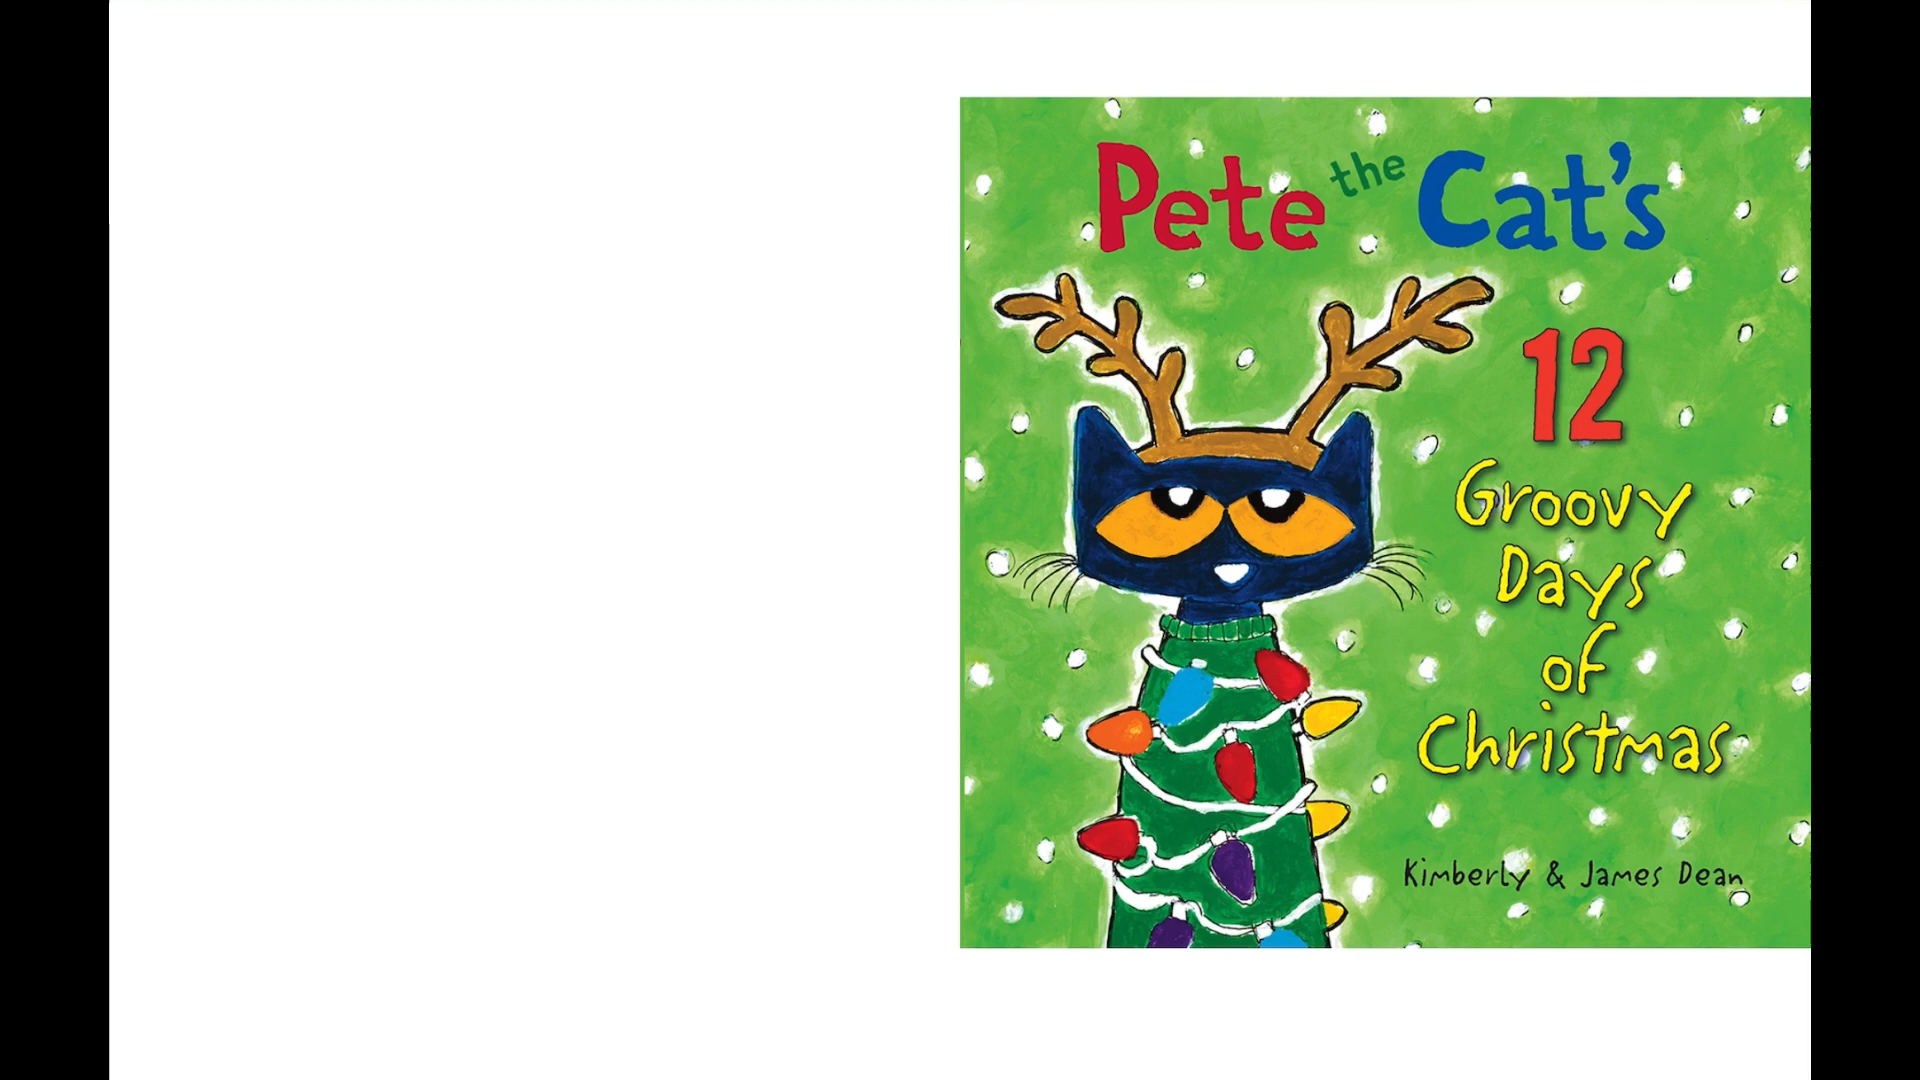 Pete the Cat's
12
Groovy
Days
of
Christmas
Kimberly & James Dean